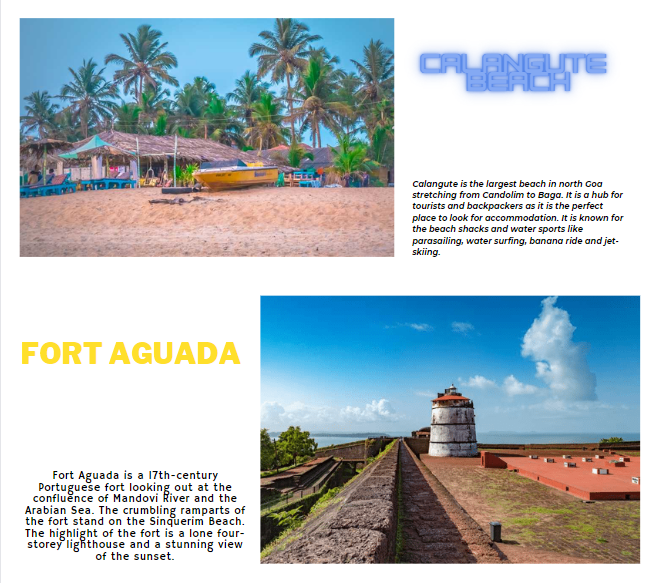 CALANGUTE
BEACH
Calangute is the largest beach in north Goa
stretching from Candolim to Baga. It is a hub for
tourists and backpackers as it is the perfect
place to look for accommodation. It is known for
the beach shacks and water sports like
parasailing, water surfing, banana ride and jet-
skiing.
FORT AGUADA
Fort Aguada is a 17th-century
Portuguese fort looking out at the
confluence of Mandovi River and the
Arabian Sea. The crumbling ramparts of
the fort stand on the Sinquerim Beach.
The highlight of the fort is a lone four-
storey lighthouse and a stunning view
of the sunset.